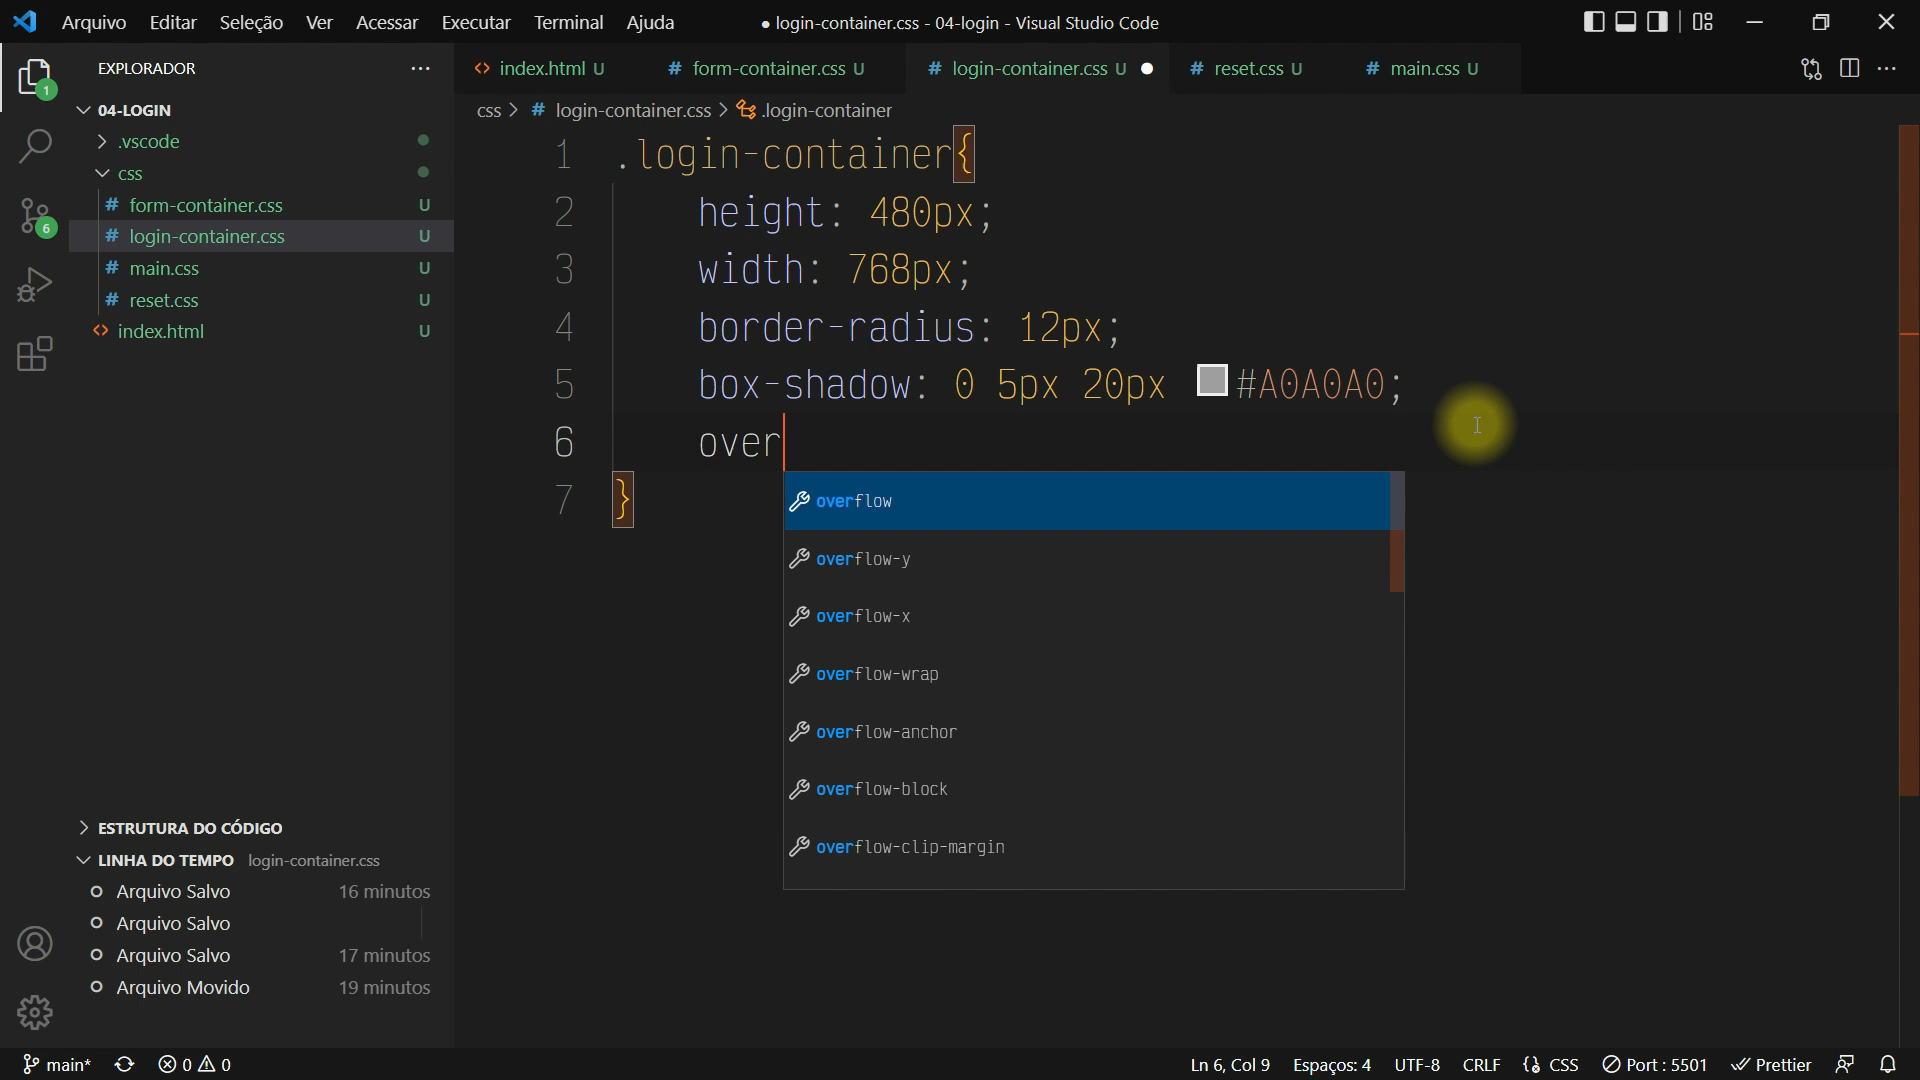 Arquivo Editar Seleção Ver Acessar Executar Terminal Ajuda
● login-container.css - 04-login - Visual Studio Code
EXPLORADOR
1
04-LOGIN
.vscode
css
# form-container.css U
# login-container.css U
# main.css U
# reset.css U
<> index.html U
6
<> index.html U
# form-container.css U
# login-container.css U ●
# reset.css U
# main.css U
css > # login-container.css > .login-container
1 .login-container{
2 height: 480px;
3 width: 768px;
4 border-radius: 12px;
5 box-shadow: 0 5px 20px #A0A0A0;
6 over
7 }
overflow
overflow-y
overflow-x
overflow-wrap
overflow-anchor
overflow-block
overflow-clip-margin
ESTRUTURA DO CÓDIGO
LINHA DO TEMPO login-container.css
Arquivo Salvo 16 minutos
Arquivo Salvo
Arquivo Salvo 17 minutos
Arquivo Movido 19 minutos
main* 0 0
Ln 6, Col 9 Espaços: 4 UTF-8 CRLF {} CSS Port : 5501 Prettier